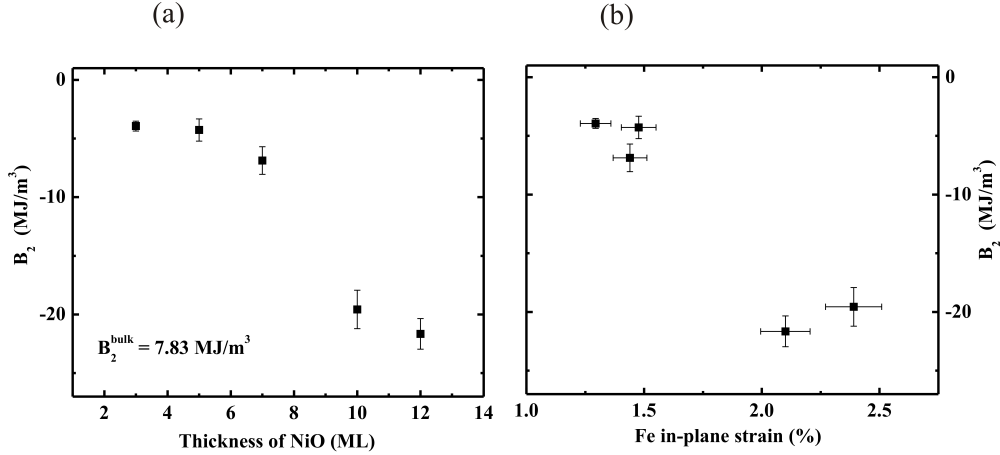 (a)
(b)
0
-10
-20
B₂ (MJ/m³)
B₂ᵇᵘˡᵏ = 7.83 MJ/m³
2 4 6 8 10 12 14
Thickness of NiO (ML)
0
-10
-20
B₂ (MJ/m³)
1.0 1.5 2.0 2.5
Fe in-plane strain (%)